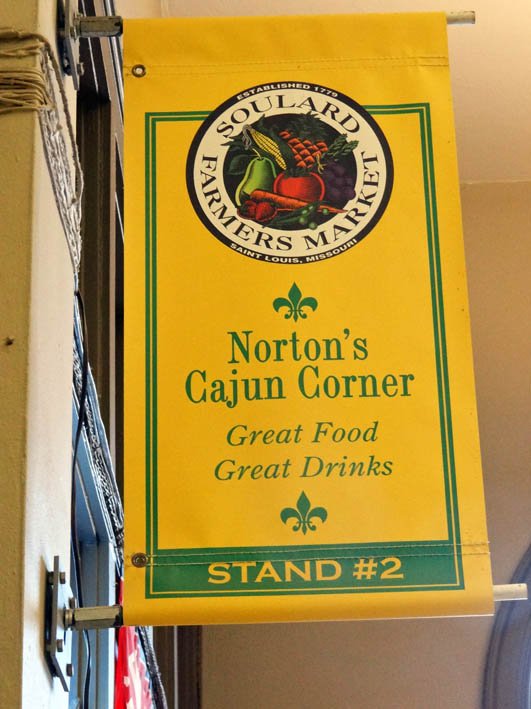 ESTABLISHED 1779
SOULARD
FARMERS MARKET
SAINT LOUIS, MISSOURI
Norton's
Cajun Corner
Great Food
Great Drinks
STAND #2